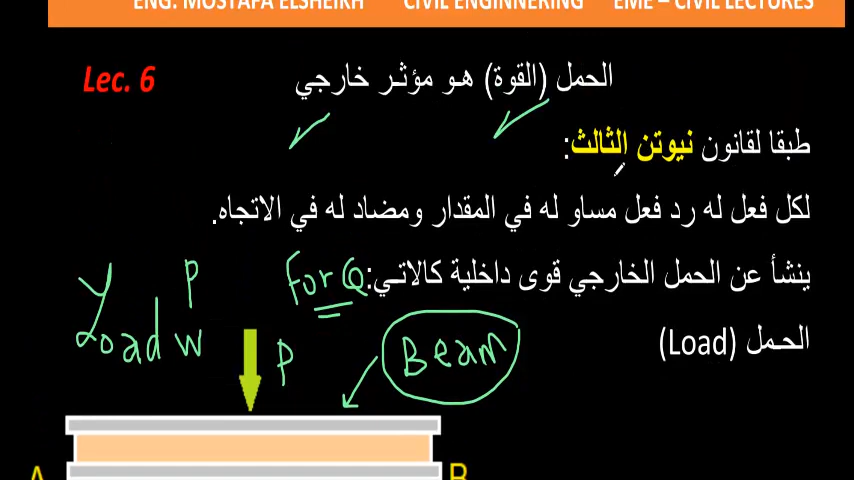 ENG. MOSTAFA ELSHEIKH CIVIL ENGINNERING EME – CIVIL LECTURES
Lec. 6
الحمل (القوة) هو مؤثر خارجي
طبقا لقانون نيوتن الثالث:
لكل فعل له رد فعل مساو له في المقدار ومضاد له في الاتجاه.
ينشأ عن الحمل الخارجي قوى داخلية كالاتي:
الحمل (Load)
P
Load W
P
Beam
A B